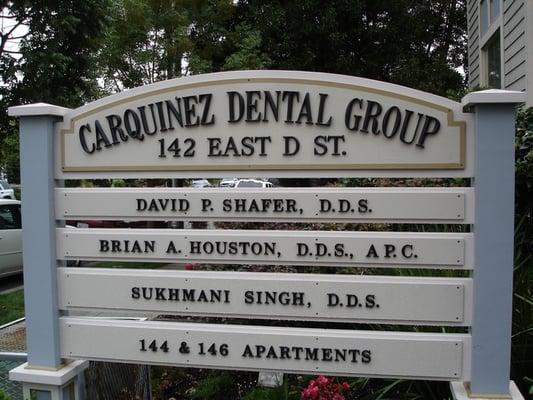 CARQUINEZ DENTAL GROUP
142 EAST D ST.
DAVID P. SHAFER, D.D.S.
BRIAN A. HOUSTON, D.D.S., A.P.C.
SUKHMANI SINGH, D.D.S.
144 & 146 APARTMENTS